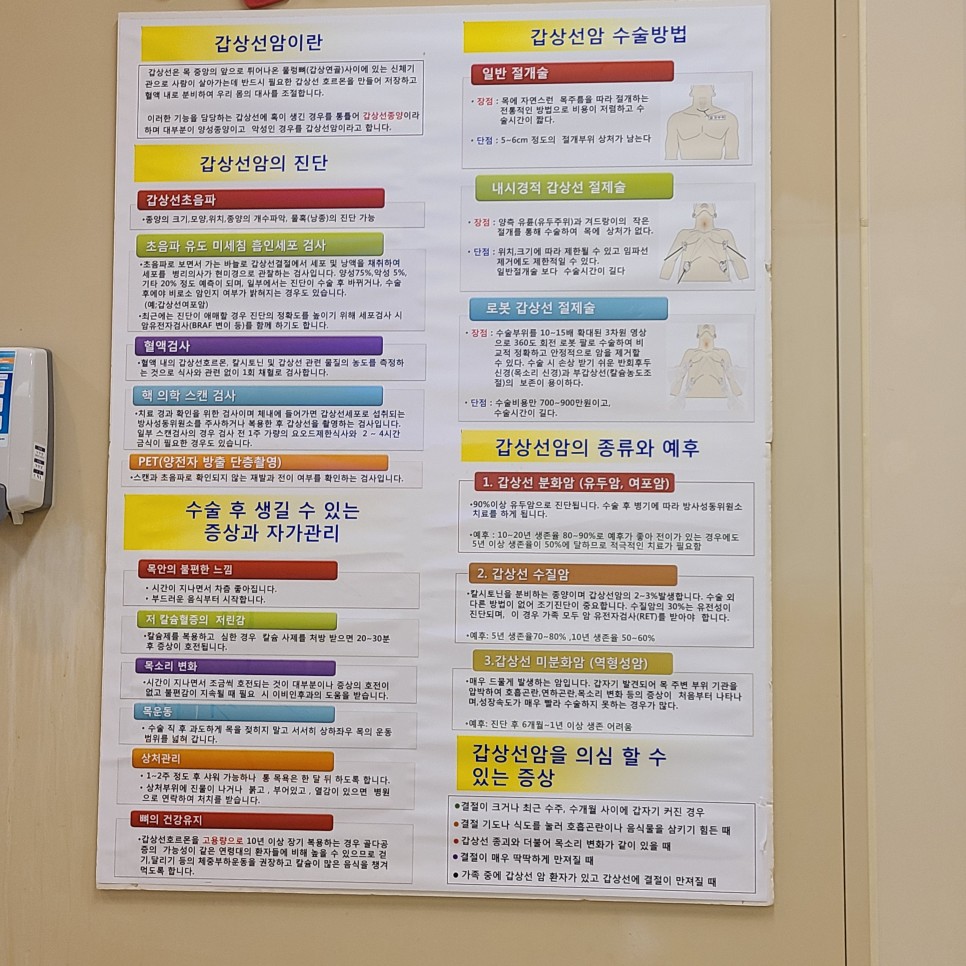 갑상선암이란
갑상선은 목 중앙의 앞으로 튀어나온 물렁뼈(갑상연골)사이에 있는 신체기
관으로 사람이 살아가는데 반드시 필요한 갑상선 호르몬을 만들어 저장하고
혈액 내로 분비하여 우리 몸의 대사를 조절합니다.
이러한 기능을 담당하는 갑상선에 혹이 생긴 경우를 통틀어 갑상선종양이라
하며 대부분이 양성종양이고 악성인 경우를 갑상선암이라고 합니다.
갑상선암의 진단
갑상선초음파
•종양의 크기,모양,위치,종양의 개수파악, 물혹(낭종)의 진단 가능
초음파 유도 미세침 흡인세포 검사
•초음파로 보면서 가는 바늘로 갑상선결절에서 세포 및 낭액을 채취하여
세포를 병리의사가 현미경으로 관찰하는 검사입니다. 양성75%,악성 5%,
기타 20% 정도 예측이 되며, 일부에서는 진단이 수술 후 바뀌거나, 수술
후에야 비로소 암인지 여부가 밝혀지는 경우도 있습니다.
(예;갑상선여포암)
•최근에는 진단이 애매할 경우 진단의 정확도를 높이기 위해 세포검사 시
암유전자검사(BRAF 변이 등)를 함께 하기도 합니다.
혈액검사
•혈액 내의 갑상선호르몬, 칼시토닌 및 갑상선 관련 물질의 농도를 측정하
는 것으로 식사와 관련 없이 1회 채혈로 검사합니다.
핵 의학 스캔 검사
•치료 경과 확인을 위한 검사이며 체내에 들어가면 갑상선세포로 섭취되는
방사성동위원소를 주사하거나 복용한 후 갑상선을 촬영하는 검사입니다.
일부 스캔검사의 경우 검사 전 1주 가량의 요오드제한식사와 2 ~ 4시간
금식이 필요한 경우도 있습니다.
PET(양전자 방출 단층촬영)
•스캔과 초음파로 확인되지 않는 재발과 전이 여부를 확인하는 검사입니다.
수술 후 생길 수 있는
증상과 자가관리
목안의 불편한 느낌
• 시간이 지나면서 차츰 좋아집니다.
• 부드러운 음식부터 시작합니다.
저 칼슘혈증의 저린감
•칼슘제를 복용하고 심한 경우 칼슘 사제를 처방 받으면 20~30분
후 증상이 호전됩니다.
목소리 변화
•시간이 지나면서 조금씩 호전되는 것이 대부분이나 증상의 호전이
없고 불편감이 지속될 때 필요 시 이비인후과의 도움을 받습니다.
목운동
• 수술 직 후 과도하게 목을 젖히지 말고 서서히 상하좌우 목의 운동
범위를 넓혀 갑니다.
상처관리
• 1~2주 정도 후 샤워 가능하나 통 목욕은 한 달 뒤 하도록 합니다.
• 상처부위에 진물이 나거나 붉고 , 부어있고 , 열감이 있으면 병원
으로 연락하여 처치를 받습니다.
뼈의 건강유지
•갑상선호르몬을 고용량으로 10년 이상 장기 복용하는 경우 골다공
증의 가능성이 같은 연령대의 환자들에 비해 높을 수 있으므로 걷
기,달리기 등의 체중부하운동을 권장하고 칼슘이 많은 음식을 챙겨
먹도록 합니다.
갑상선암 수술방법
일반 절개술
• 장점 : 목에 자연스런 목주름을 따라 절개하는
전통적인 방법으로 비용이 저렴하고 수
술시간이 짧다.
• 단점 : 5~6cm 정도의 절개부위 상처가 남는다
내시경적 갑상선 절제술
• 장점 : 양측 유륜(유두주위)과 겨드랑이의 작은
절개를 통해 수술하여 목에 상처가 없다.
• 단점 : 위치,크기에 따라 제한될 수 있고 임파선
제거에도 제한적일 수 있다.
일반절개술 보다 수술시간이 길다
로봇 갑상선 절제술
• 장점 : 수술부위를 10~15배 확대된 3차원 영상
으로 360도 회전 로봇 팔로 수술하여 비
교적 정확하고 안정적으로 암을 제거할
수 있다. 수술 시 손상 받기 쉬운 반회후두
신경(목소리 신경)과 부갑상선(칼슘농도조
절)의 보존이 용이하다.
• 단점 : 수술비용만 700~900만원이고,
수술시간이 길다.
갑상선암의 종류와 예후
1. 갑상선 분화암 (유두암, 여포암)
•90%이상 유두암으로 진단됩니다. 수술 후 병기에 따라 방사성동위원소
치료를 하게 됩니다.
•예후 : 10~20년 생존율 80~90%로 예후가 좋아 전이가 있는 경우에도
5년 이상 생존율이 50%에 달하므로 적극적인 치료가 필요함
2. 갑상선 수질암
•칼시토닌을 분비하는 종양이며 갑상선암의 2~3%발생합니다. 수술 외
다른 방법이 없어 조기진단이 중요합니다. 수질암의 30%는 유전성이
진단되며, 이 경우 가족 모두 암 유전자검사(RET)를 받아야 합니다.
•예후: 5년 생존율70~80% ,10년 생존율 50~60%
3.갑상선 미분화암 (역형성암)
•매우 드물게 발생하는 암입니다. 갑자기 발견되어 목 주변 부위 기관을
압박하여 호흡곤란,연하곤란,목소리 변화 등의 증상이 처음부터 나타나
며,성장속도가 매우 빨라 수술하지 못하는 경우가 많다.
•예후: 진단 후 6개월~1년 이상 생존 어려움
갑상선암을 의심 할 수
있는 증상
•결절이 크거나 최근 수주, 수개월 사이에 갑자기 커진 경우
•결절 기도나 식도를 눌러 호흡곤란이나 음식물을 삼키기 힘든 때
•갑상선 종괴와 더불어 목소리 변화가 같이 있을 때
•결절이 매우 딱딱하게 만져질 때
• 가족 중에 갑상선 암 환자가 있고 갑상선에 결절이 만져질 때